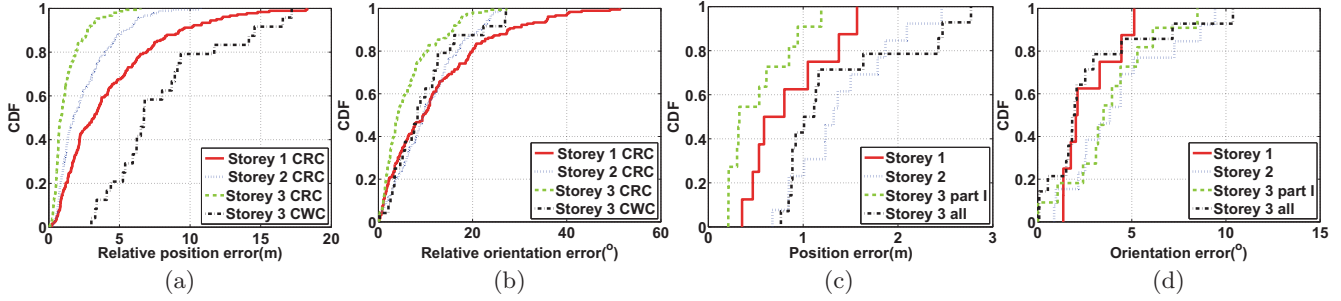 CDF
1
0.8
0.6
0.4
0.2
0
0 5 10 15 20
Relative position error(m)
Storey 1 CRC
Storey 2 CRC
Storey 3 CRC
Storey 3 CWC
(a)
CDF
1
0.8
0.6
0.4
0.2
0
0 20 40 60
Relative orientation error(°)
Storey 1 CRC
Storey 2 CRC
Storey 3 CRC
Storey 3 CWC
(b)
CDF
1
0.8
0.6
0.4
0.2
0
0 1 2 3
Position error(m)
Storey 1
Storey 2
Storey 3 part I
Storey 3 all
(c)
CDF
1
0.8
0.6
0.4
0.2
0
0 5 10 15
Orientation error(°)
Storey 1
Storey 2
Storey 3 part I
Storey 3 all
(d)